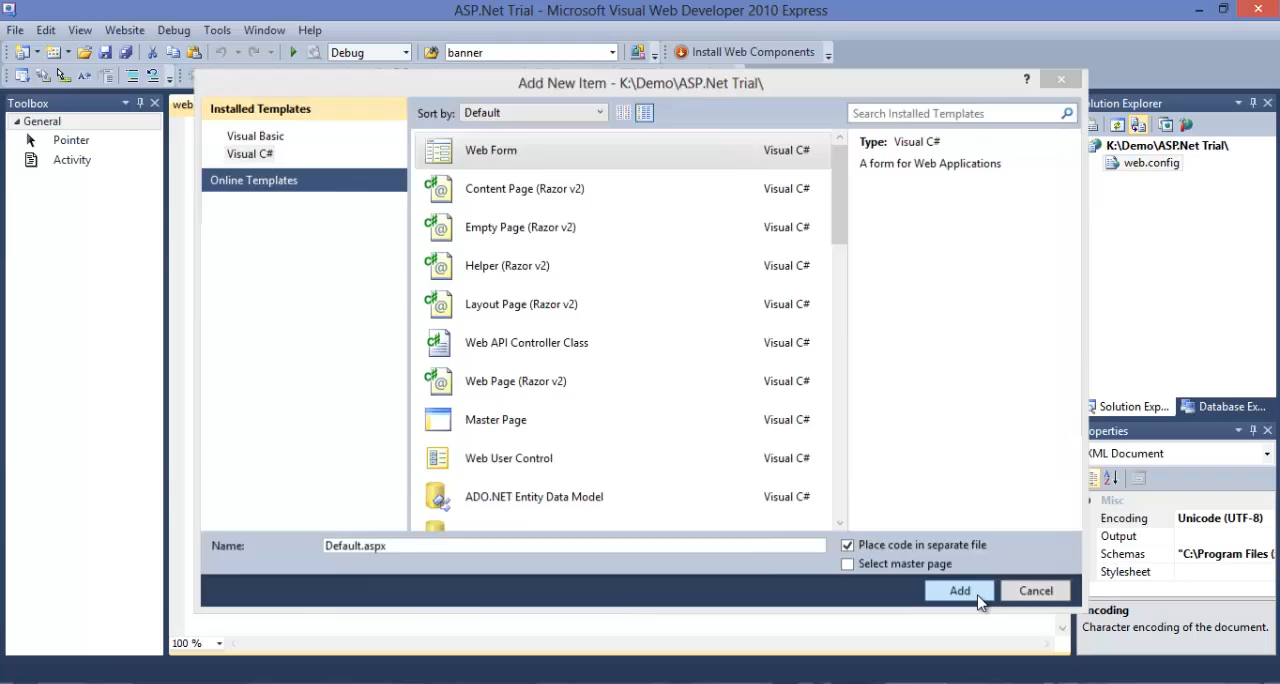 ASP.Net Trial - Microsoft Visual Web Developer 2010 Express
File Edit View Website Debug Tools Window Help
Debug banner Install Web Components
Toolbox
General
Pointer
Activity
web
Add New Item - K:\Demo\ASP.Net Trial\
Installed Templates
Visual Basic
Visual C#
Online Templates
Sort by: Default
Search Installed Templates
Web Form Visual C#
Content Page (Razor v2) Visual C#
Empty Page (Razor v2) Visual C#
Helper (Razor v2) Visual C#
Layout Page (Razor v2) Visual C#
Web API Controller Class Visual C#
Web Page (Razor v2) Visual C#
Master Page Visual C#
Web User Control Visual C#
ADO.NET Entity Data Model Visual C#
Type: Visual C#
A form for Web Applications
Name: Default.aspx
Place code in separate file
Select master page
Add Cancel
100 %
olution Explorer
K:\Demo\ASP.Net Trial\
web.config
Solution Exp... Database Ex...
operties
XML Document
Misc
Encoding Unicode (UTF-8)
Output
Schemas "C:\Program Files (
Stylesheet
ncoding
Character encoding of the document.